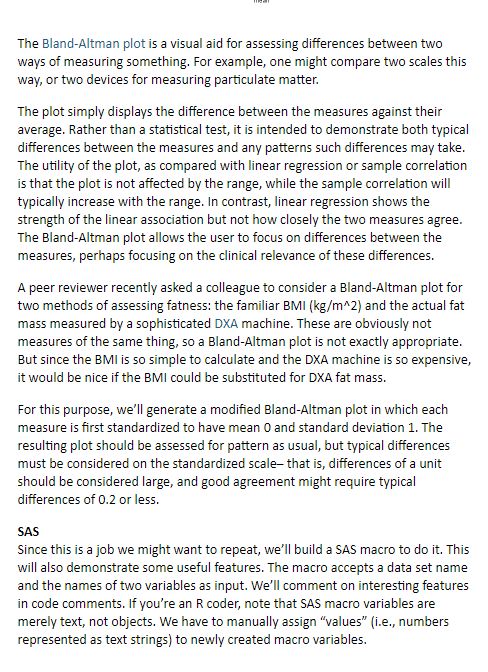 mean
The Bland-Altman plot is a visual aid for assessing differences between two
ways of measuring something. For example, one might compare two scales this
way, or two devices for measuring particulate matter.
The plot simply displays the difference between the measures against their
average. Rather than a statistical test, it is intended to demonstrate both typical
differences between the measures and any patterns such differences may take.
The utility of the plot, as compared with linear regression or sample correlation
is that the plot is not affected by the range, while the sample correlation will
typically increase with the range. In contrast, linear regression shows the
strength of the linear association but not how closely the two measures agree.
The Bland-Altman plot allows the user to focus on differences between the
measures, perhaps focusing on the clinical relevance of these differences.
A peer reviewer recently asked a colleague to consider a Bland-Altman plot for
two methods of assessing fatness: the familiar BMI (kg/m^2) and the actual fat
mass measured by a sophisticated DXA machine. These are obviously not
measures of the same thing, so a Bland-Altman plot is not exactly appropriate.
But since the BMI is so simple to calculate and the DXA machine is so expensive,
it would be nice if the BMI could be substituted for DXA fat mass.
For this purpose, we'll generate a modified Bland-Altman plot in which each
measure is first standardized to have mean 0 and standard deviation 1. The
resulting plot should be assessed for pattern as usual, but typical differences
must be considered on the standardized scale– that is, differences of a unit
should be considered large, and good agreement might require typical
differences of 0.2 or less.
SAS
Since this is a job we might want to repeat, we'll build a SAS macro to do it. This
will also demonstrate some useful features. The macro accepts a data set name
and the names of two variables as input. We'll comment on interesting features
in code comments. If you're an R coder, note that SAS macro variables are
merely text, not objects. We have to manually assign "values" (i.e., numbers
represented as text strings) to newly created macro variables.